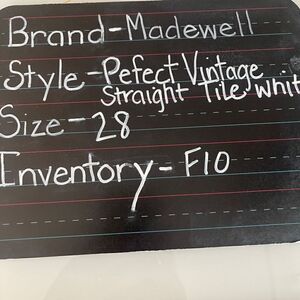 Brand-Madewell
Style-Pefect Vintage
Straight Tile Whit
Size-28
Inventory-F10